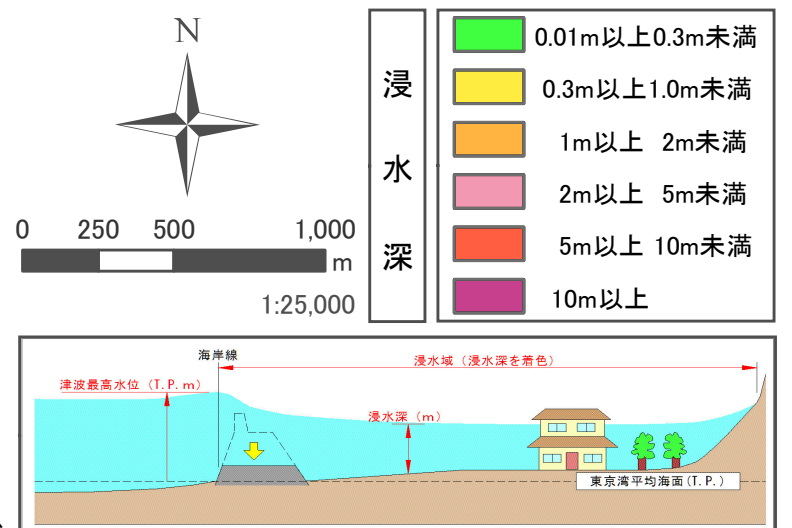 N
0 250 500 1,000
m
1:25,000
浸水深
0.01m以上0.3m未満
0.3m以上1.0m未満
1m以上 2m未満
2m以上 5m未満
5m以上 10m未満
10m以上
海岸線
浸水域（浸水深を着色）
津波最高水位（T.P.m）
浸水深（m）
東京湾平均海面(T.P.)